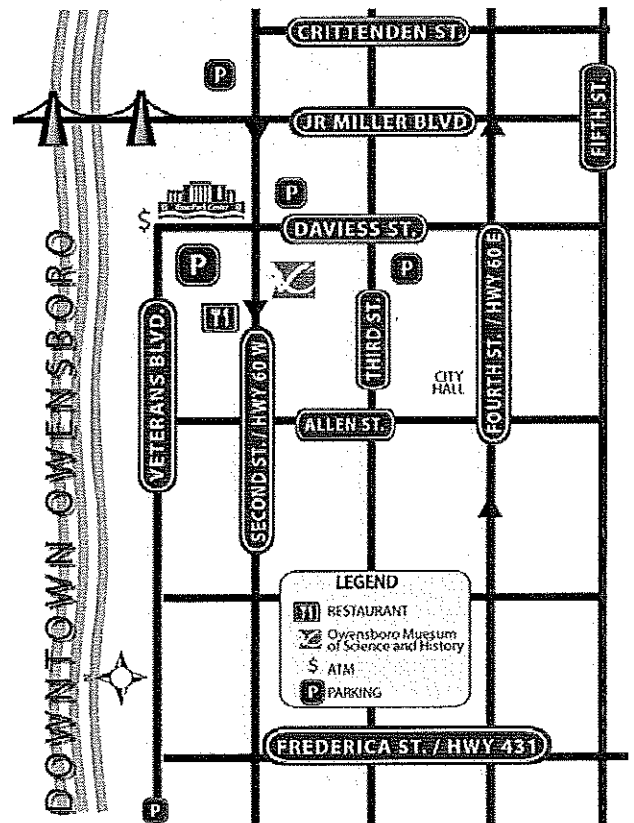 CRITTENDEN ST.
P
JR MILLER BLVD
FIFTH ST.
P
$
DAVIESS ST.
P
P
DOWNTOWN OWENSBORO
VETERANS BLVD.
SECOND ST. / HWY 60 W
THIRD ST.
FOURTH ST. / HWY 60 E
CITY
HALL
ALLEN ST.
LEGEND
RESTAURANT
Owensboro Muesum
of Science and History
$ ATM
P PARKING
FREDERICA ST. / HWY 431
P